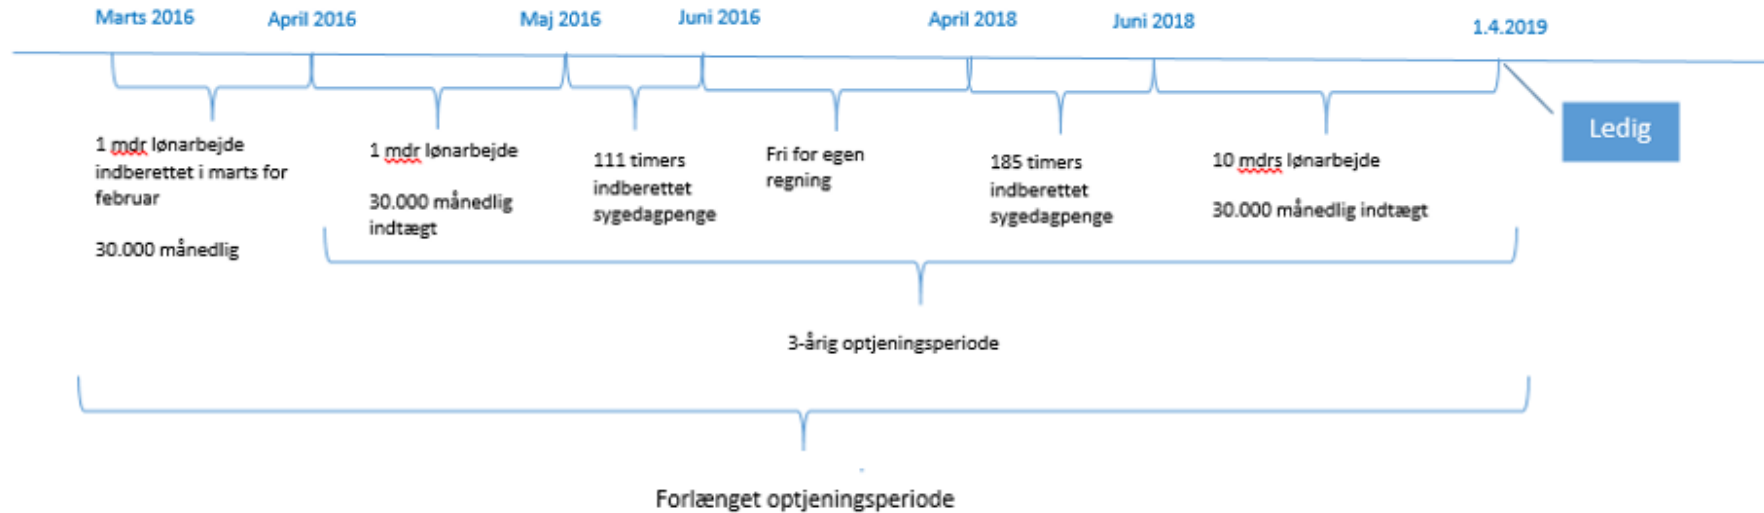 Marts 2016
April 2016
Maj 2016
Juni 2016
April 2018
Juni 2018
1.4.2019
Ledig
1 mdr lønarbejde
indberettet i marts for
februar
30.000 månedlig
1 mdr lønarbejde
30.000 månedlig
indtægt
111 timers
indberettet
sygedagpenge
Fri for egen
regning
185 timers
indberettet
sygedagpenge
10 mdrs lønarbejde
30.000 månedlig indtægt
3-årig optjeningsperiode
Forlænget optjeningsperiode